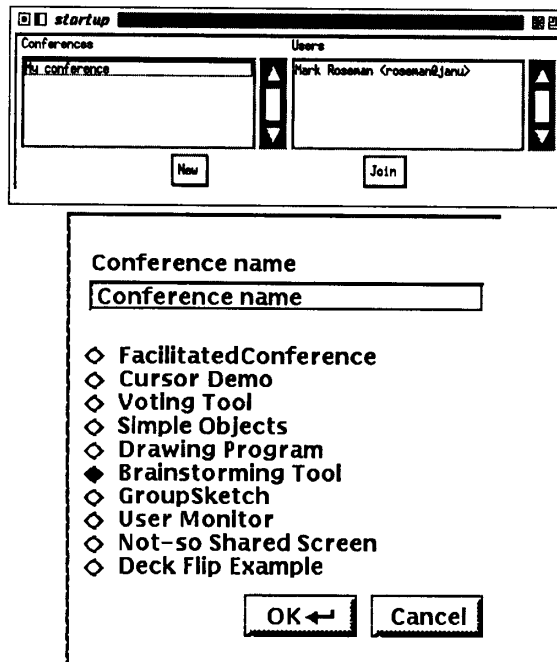 startup
Conferences Users
My conference Mark Roseman <roseman@janu>
New Join
Conference name
Conference name
FacilitatedConference
Cursor Demo
Voting Tool
Simple Objects
Drawing Program
Brainstorming Tool
GroupSketch
User Monitor
Not-so Shared Screen
Deck Flip Example
OK Cancel